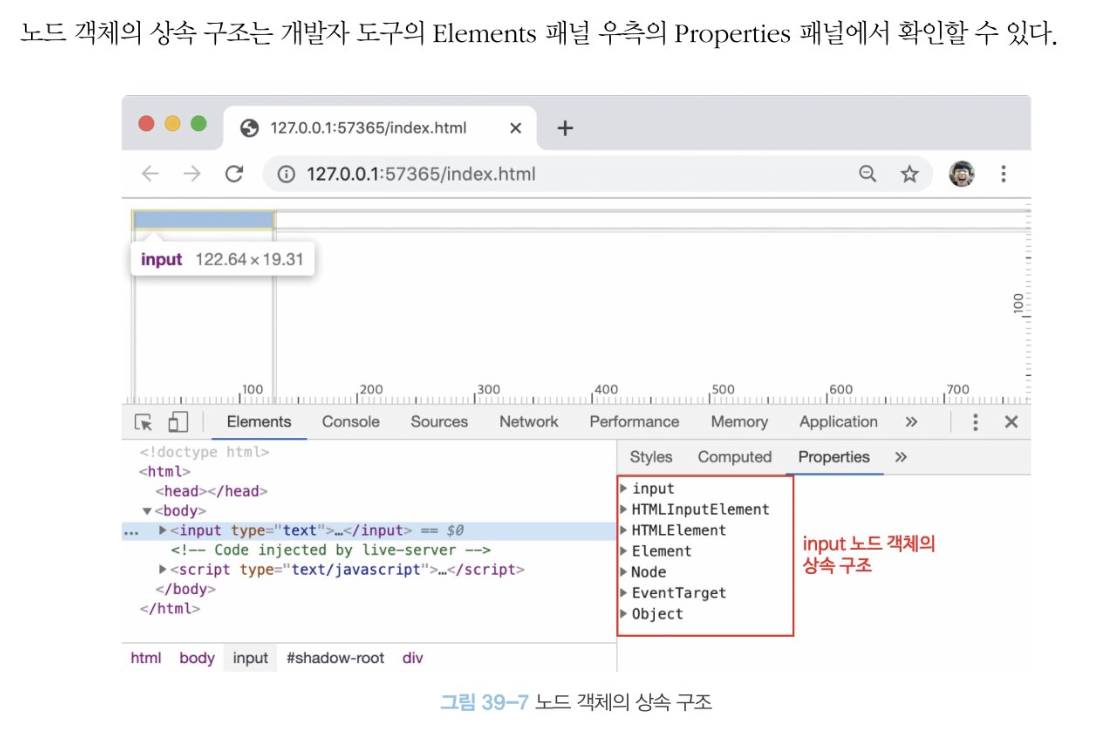 노드 객체의 상속 구조는 개발자 도구의 Elements 패널 우측의 Properties 패널에서 확인할 수 있다.
127.0.0.1:57365/index.html
127.0.0.1:57365/index.html
input 122.64 × 19.31
100
100 200 300 400 500 600 700
Elements Console Sources Network Performance Memory Application »
<!doctype html>
<html>
<head></head>
▼<body>
... ▶<input type="text">…</input> == $0
<!-- Code injected by live-server -->
▶<script type="text/javascript">…</script>
</body>
</html>
html body input #shadow-root div
Styles Computed Properties »
▶ input
▶ HTMLInputElement
▶ HTMLElement
▶ Element
▶ Node
▶ EventTarget
▶ Object
input 노드 객체의
상속 구조
그림 39-7 노드 객체의 상속 구조